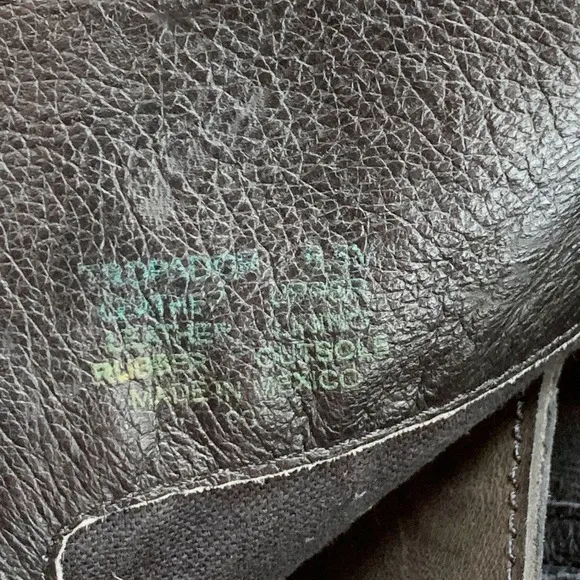 LEATHER UPPER
LEATHER LINING
RUBBER OUTSOLE
MADE IN MEXICO